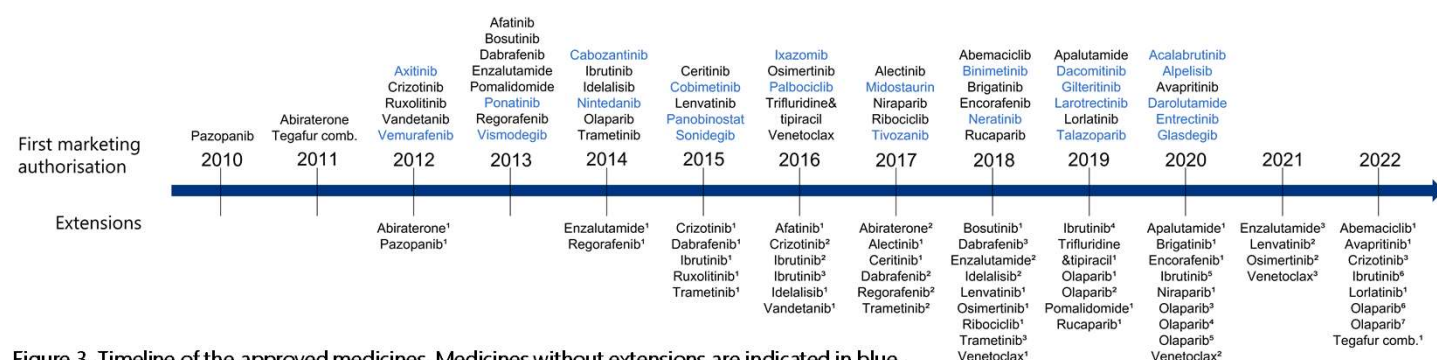 First marketing
authorisation
Pazopanib
2010
Abiraterone
Tegafur comb.
2011
Axitinib
Crizotinib
Ruxolitinib
Vandetanib
Vemurafenib
2012
Afatinib
Bosutinib
Dabrafenib
Enzalutamide
Pomalidomide
Ponatinib
Regorafenib
Vismodegib
2013
Cabozantinib
Ibrutinib
Idelalisib
Nintedanib
Olaparib
Trametinib
2014
Ceritinib
Cobimetinib
Lenvatinib
Panobinostat
Sonidegib
2015
Ixazomib
Osimertinib
Palbociclib
Trifluridine&
tipiracil
Venetoclax
2016
Alectinib
Midostaurin
Niraparib
Ribociclib
Tivozanib
2017
Abemaciclib
Binimetinib
Brigatinib
Encorafenib
Neratinib
Rucaparib
2018
Apalutamide
Dacomitinib
Gilteritinib
Larotrectinib
Lorlatinib
Talazoparib
2019
Acalabrutinib
Alpelisib
Avapritinib
Darolutamide
Entrectinib
Glasdegib
2020
2021
2022
Extensions
Abiraterone¹
Pazopanib¹
Enzalutamide¹
Regorafenib¹
Crizotinib¹
Dabrafenib¹
Ibrutinib¹
Ruxolitinib¹
Trametinib¹
Afatinib¹
Crizotinib²
Ibrutinib²
Ibrutinib³
Idelalisib¹
Vandetanib¹
Abiraterone²
Alectinib¹
Ceritinib¹
Dabrafenib²
Regorafenib²
Trametinib²
Bosutinib¹
Dabrafenib³
Enzalutamide²
Idelalisib²
Lenvatinib¹
Osimertinib¹
Ribociclib¹
Trametinib³
Venetoclax¹
Ibrutinib⁴
Trifluridine
&tipiracil¹
Olaparib¹
Olaparib²
Pomalidomide¹
Rucaparib¹
Apalutamide¹
Brigatinib¹
Encorafenib¹
Ibrutinib⁵
Niraparib¹
Olaparib³
Olaparib⁴
Olaparib⁵
Venetoclax²
Enzalutamide³
Lenvatinib²
Osimertinib²
Venetoclax³
Abemaciclib¹
Avapritinib¹
Crizotinib³
Ibrutinib⁶
Lorlatinib¹
Olaparib⁶
Olaparib⁷
Tegafur comb.¹
Figure 3. Timeline of the approved medicines. Medicines without extensions are indicated in blue